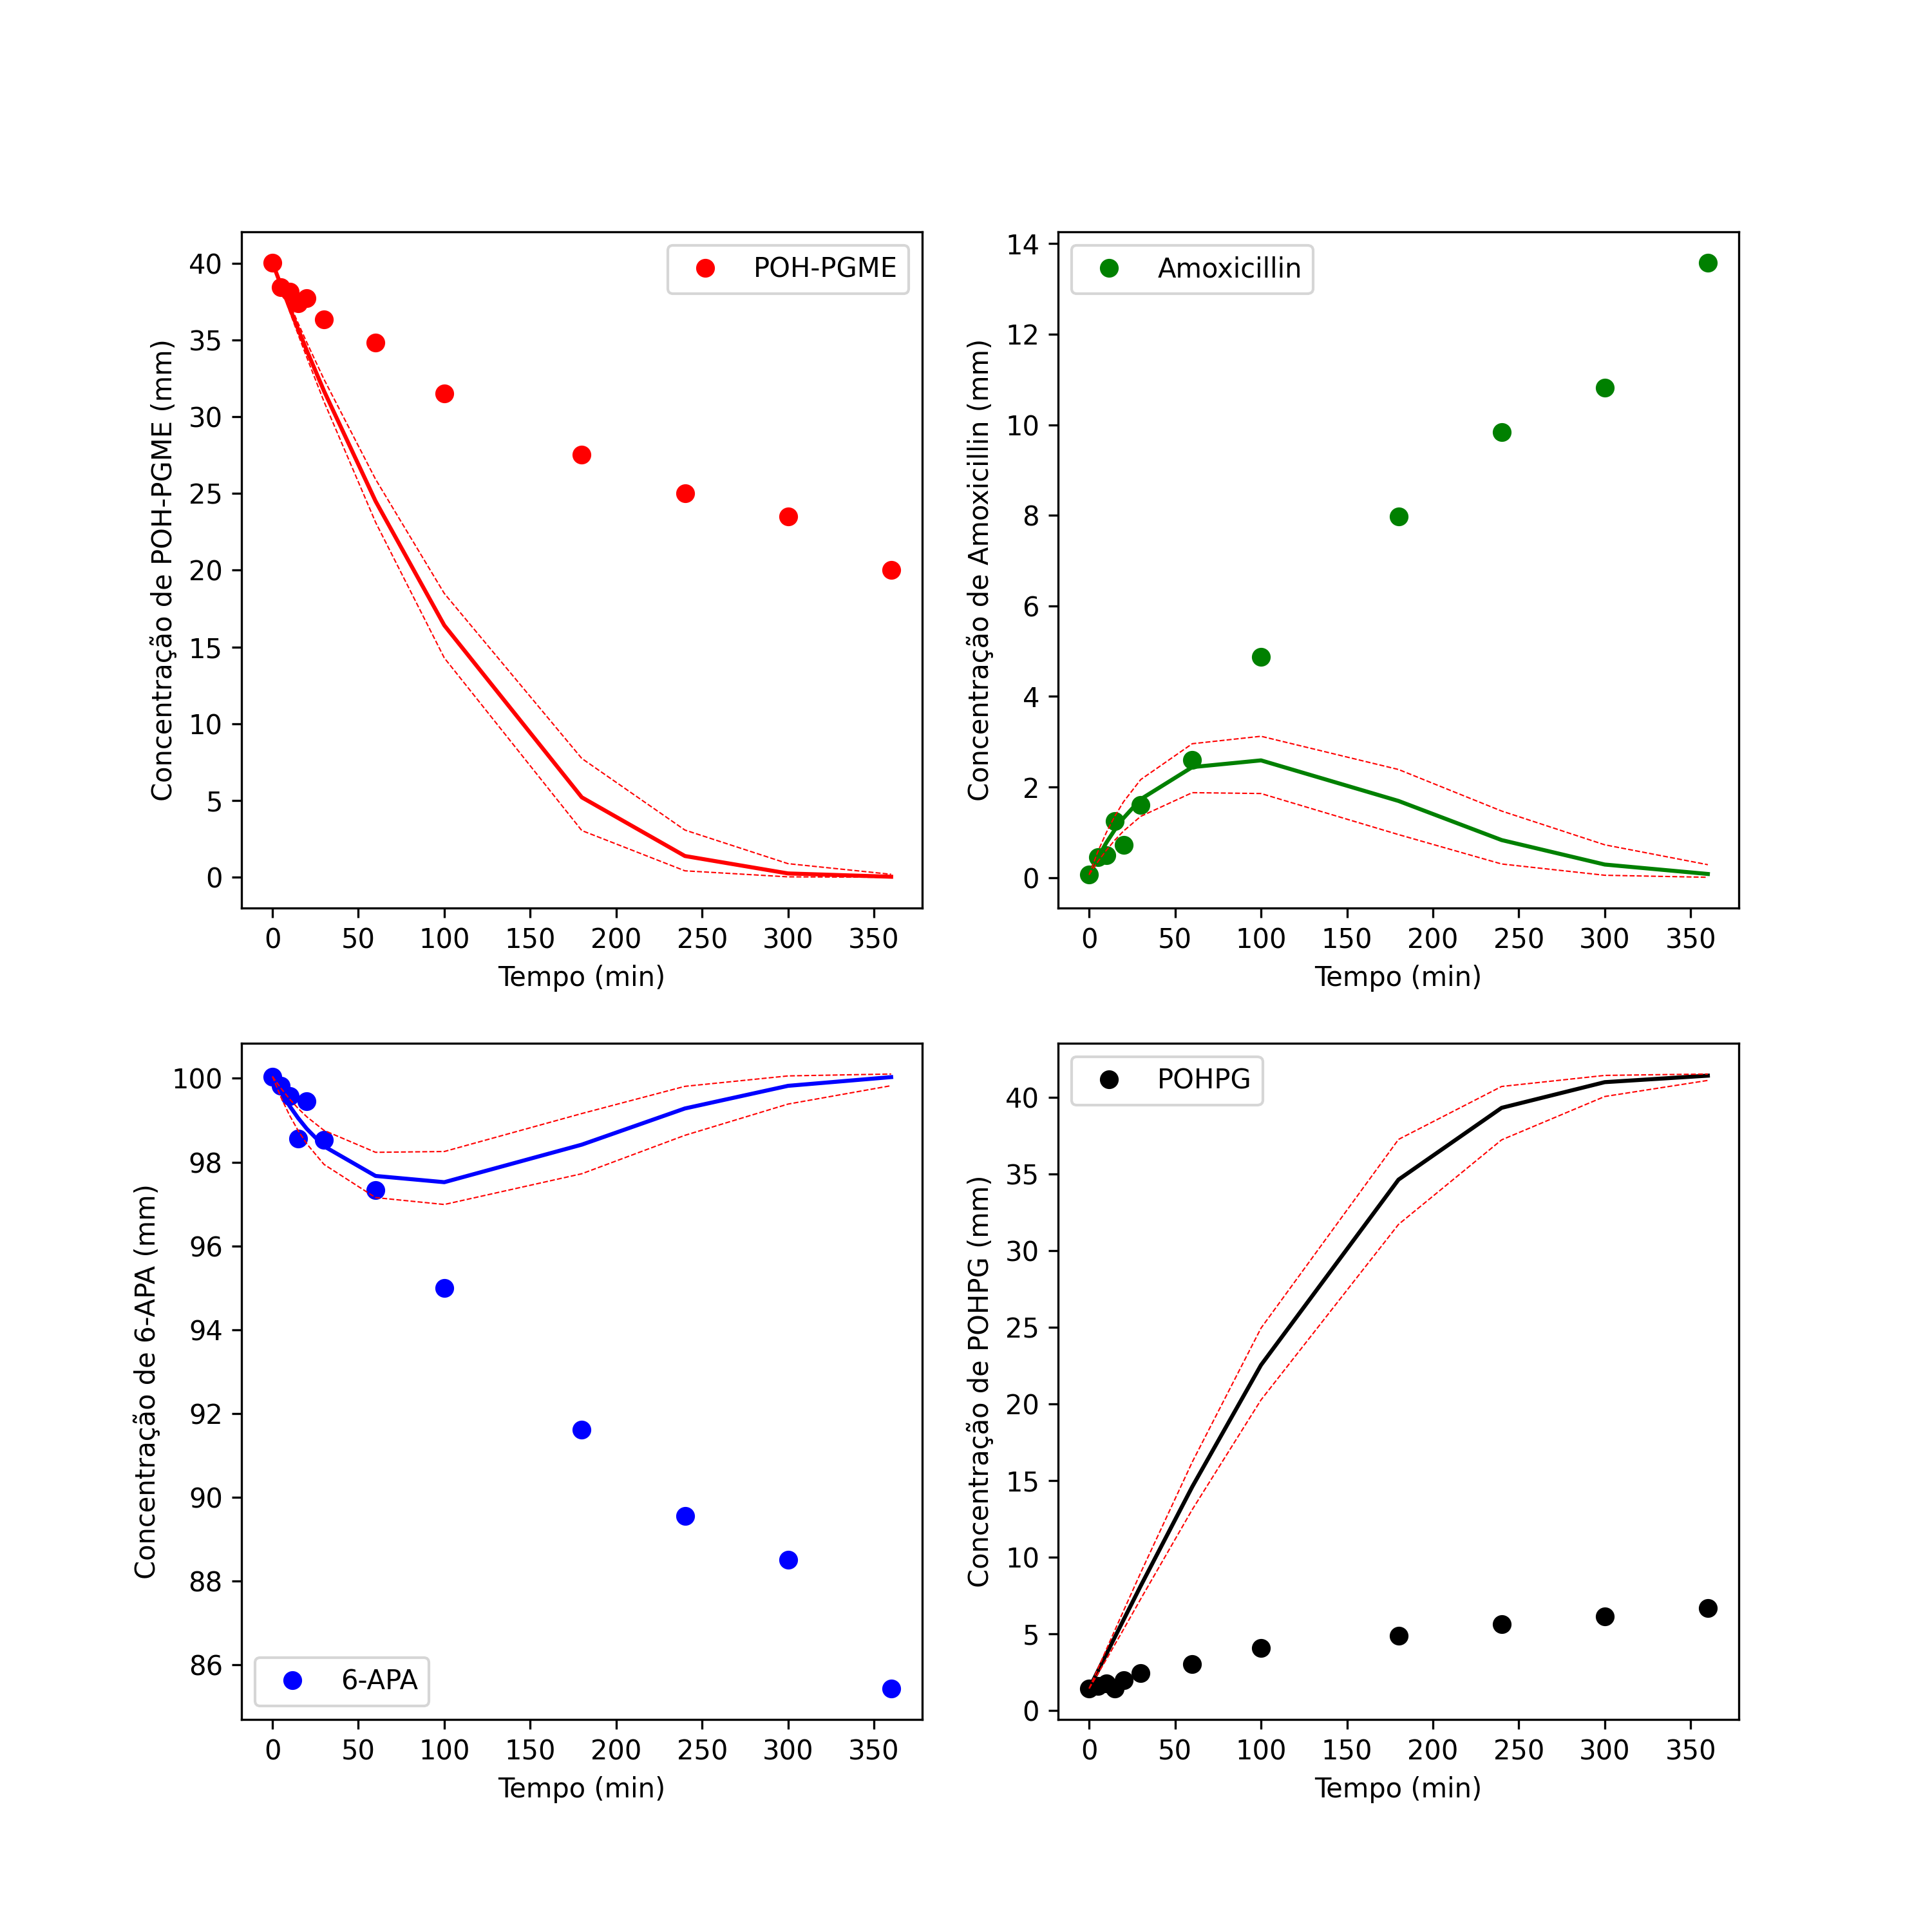 Concentração de POH-PGME (mm)
40
35
30
25
20
15
10
5
0
POH-PGME
0 50 100 150 200 250 300 350
Tempo (min)
Concentração de Amoxicillin (mm)
14
12
10
8
6
4
2
0
Amoxicillin
0 50 100 150 200 250 300 350
Tempo (min)
Concentração de 6-APA (mm)
100
98
96
94
92
90
88
86
6-APA
0 50 100 150 200 250 300 350
Tempo (min)
Concentração de POHPG (mm)
40
35
30
25
20
15
10
5
0
POHPG
0 50 100 150 200 250 300 350
Tempo (min)